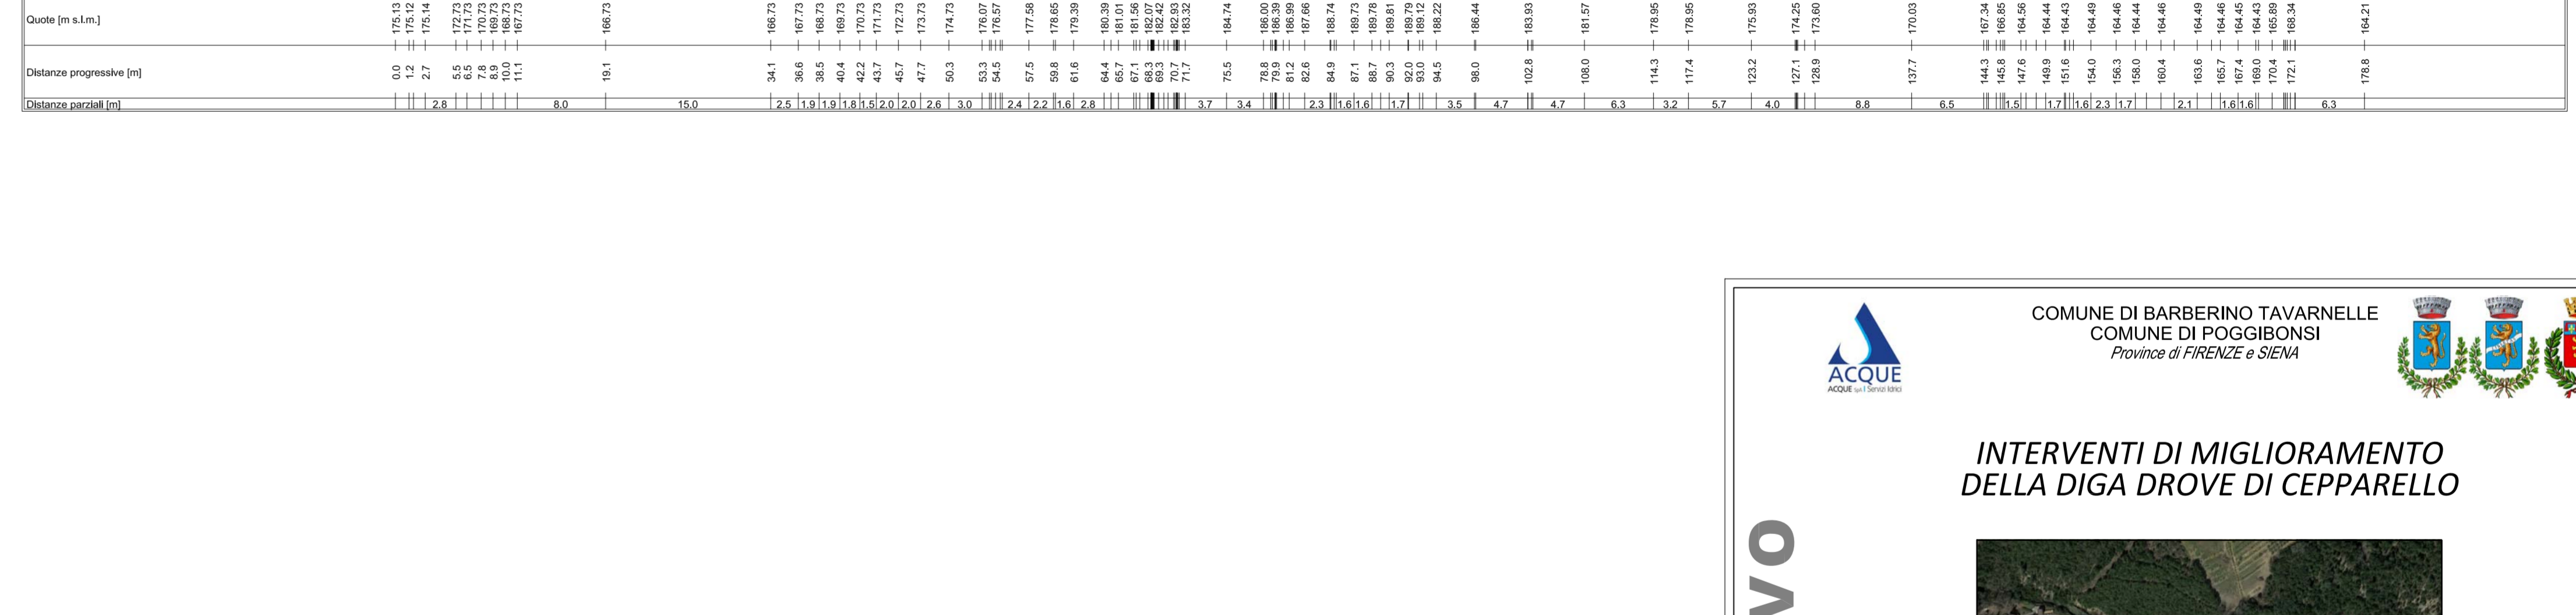 Quote [m s.l.m.] 175.13 175.12 175.14 172.73 171.73 170.73 169.73 168.73 167.73 166.73 166.73 167.73 168.73 169.73 170.73 171.73 172.73 173.73 174.73 176.07 176.57 177.58 178.65 179.39 180.39 181.01 181.56 182.07 182.42 182.93 183.32 184.74 186.00 186.39 186.99 187.66 188.74 189.73 189.78 189.81 189.79 189.12 188.22 186.44 183.93 181.57 178.95 178.95 175.93 174.25 173.60 170.03 167.34 166.85 164.56 164.44 164.43 164.49 164.46 164.44 164.46 164.49 164.46 164.45 164.43 165.89 168.34 164.21
Distanze progressive [m] 0.0 1.2 2.7 5.5 6.5 7.8 8.9 10.0 11.1 19.1 34.1 36.6 38.5 40.4 42.2 43.7 45.7 47.7 50.3 53.3 54.5 57.5 59.8 61.6 64.4 65.7 67.1 68.3 69.3 70.7 71.7 75.5 78.8 79.9 81.2 82.6 84.9 87.1 88.7 90.3 92.0 93.0 94.5 98.0 102.8 108.0 114.3 117.4 123.2 127.1 128.9 137.7 144.3 145.8 147.6 149.9 151.6 154.0 156.3 158.0 160.4 163.6 165.7 167.4 169.0 170.4 172.1 178.8
Distanze parziali [m] 2.8 8.0 15.0 2.5 1.9 1.9 1.8 1.5 2.0 2.0 2.6 3.0 2.4 2.2 1.6 2.8 3.7 3.4 2.3 1.6 1.6 1.7 3.5 4.7 4.7 6.3 3.2 5.7 4.0 8.8 6.5 1.5 1.7 1.6 2.3 1.7 2.1 1.6 1.6 6.3
ACQUE
ACQUE SpA | Servizi Idrici
COMUNE DI BARBERINO TAVARNELLE
COMUNE DI POGGIBONSI
Province di FIRENZE e SIENA
INTERVENTI DI MIGLIORAMENTO
DELLA DIGA DROVE DI CEPPARELLO
VO